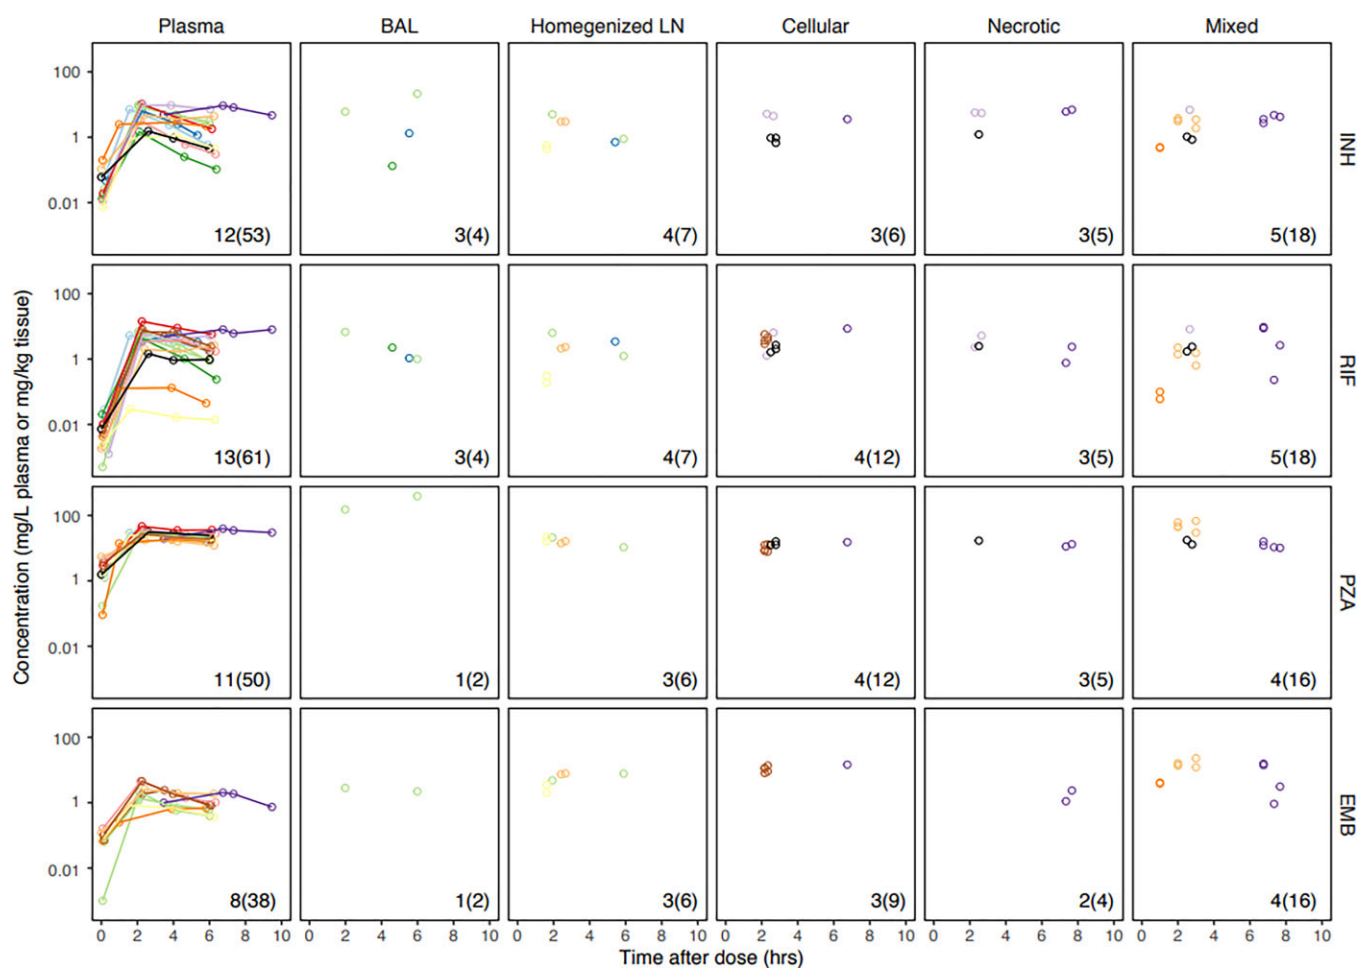 Plasma BAL Homegenized LN Cellular Necrotic Mixed
100
1
0.01
12(53) 3(4) 4(7) 3(6) 3(5) 5(18)
INH
100
1
0.01
13(61) 3(4) 4(7) 4(12) 3(5) 5(18)
RIF
100
1
0.01
11(50) 1(2) 3(6) 4(12) 3(5) 4(16)
PZA
100
1
0.01
8(38) 1(2) 3(6) 3(9) 2(4) 4(16)
EMB
0 2 4 6 8 10 0 2 4 6 8 10 0 2 4 6 8 10 0 2 4 6 8 10 0 2 4 6 8 10 0 2 4 6 8 10
Time after dose (hrs)
Concentration (mg/L plasma or mg/kg tissue)